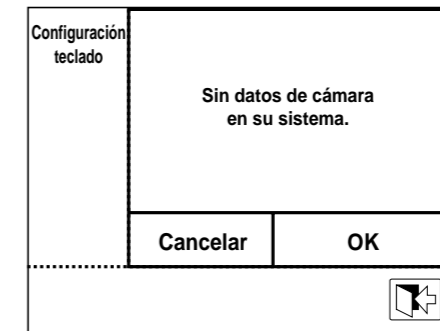 Configuración
teclado
Sin datos de cámara
en su sistema.
Cancelar
OK